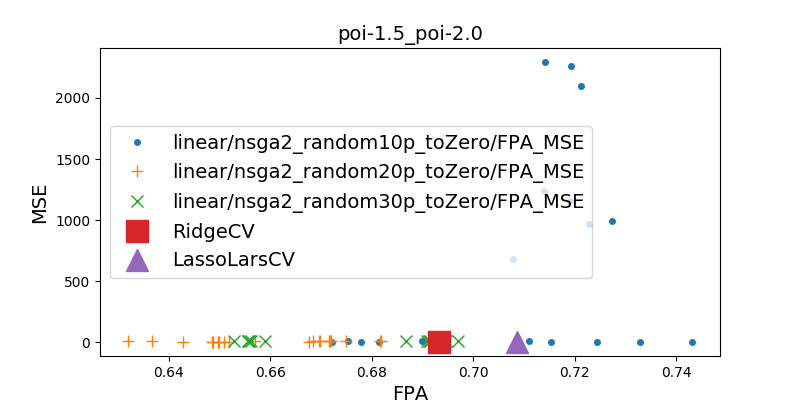 poi-1.5_poi-2.0
MSE
2000
1500
1000
500
0
linear/nsga2_random10p_toZero/FPA_MSE
linear/nsga2_random20p_toZero/FPA_MSE
linear/nsga2_random30p_toZero/FPA_MSE
RidgeCV
LassoLarsCV
0.64 0.66 0.68 0.70 0.72 0.74
FPA